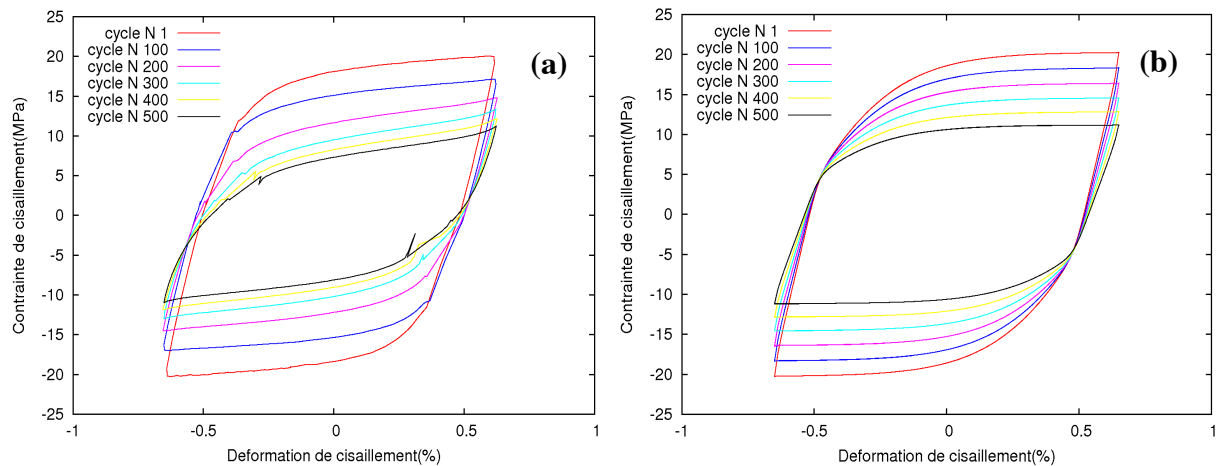 25
20
15
10
5
0
-5
-10
-15
-20
-25
-1
-0.5
0
0.5
1
Contrainte de cisaillement(MPa)
Deformation de cisaillement(%)
cycle N 1
cycle N 100
cycle N 200
cycle N 300
cycle N 400
cycle N 500
(a)
25
20
15
10
5
0
-5
-10
-15
-20
-25
-1
-0.5
0
0.5
1
Contrainte de cisaillement(MPa)
Deformation de cisaillement(%)
cycle N 1
cycle N 100
cycle N 200
cycle N 300
cycle N 400
cycle N 500
(b)